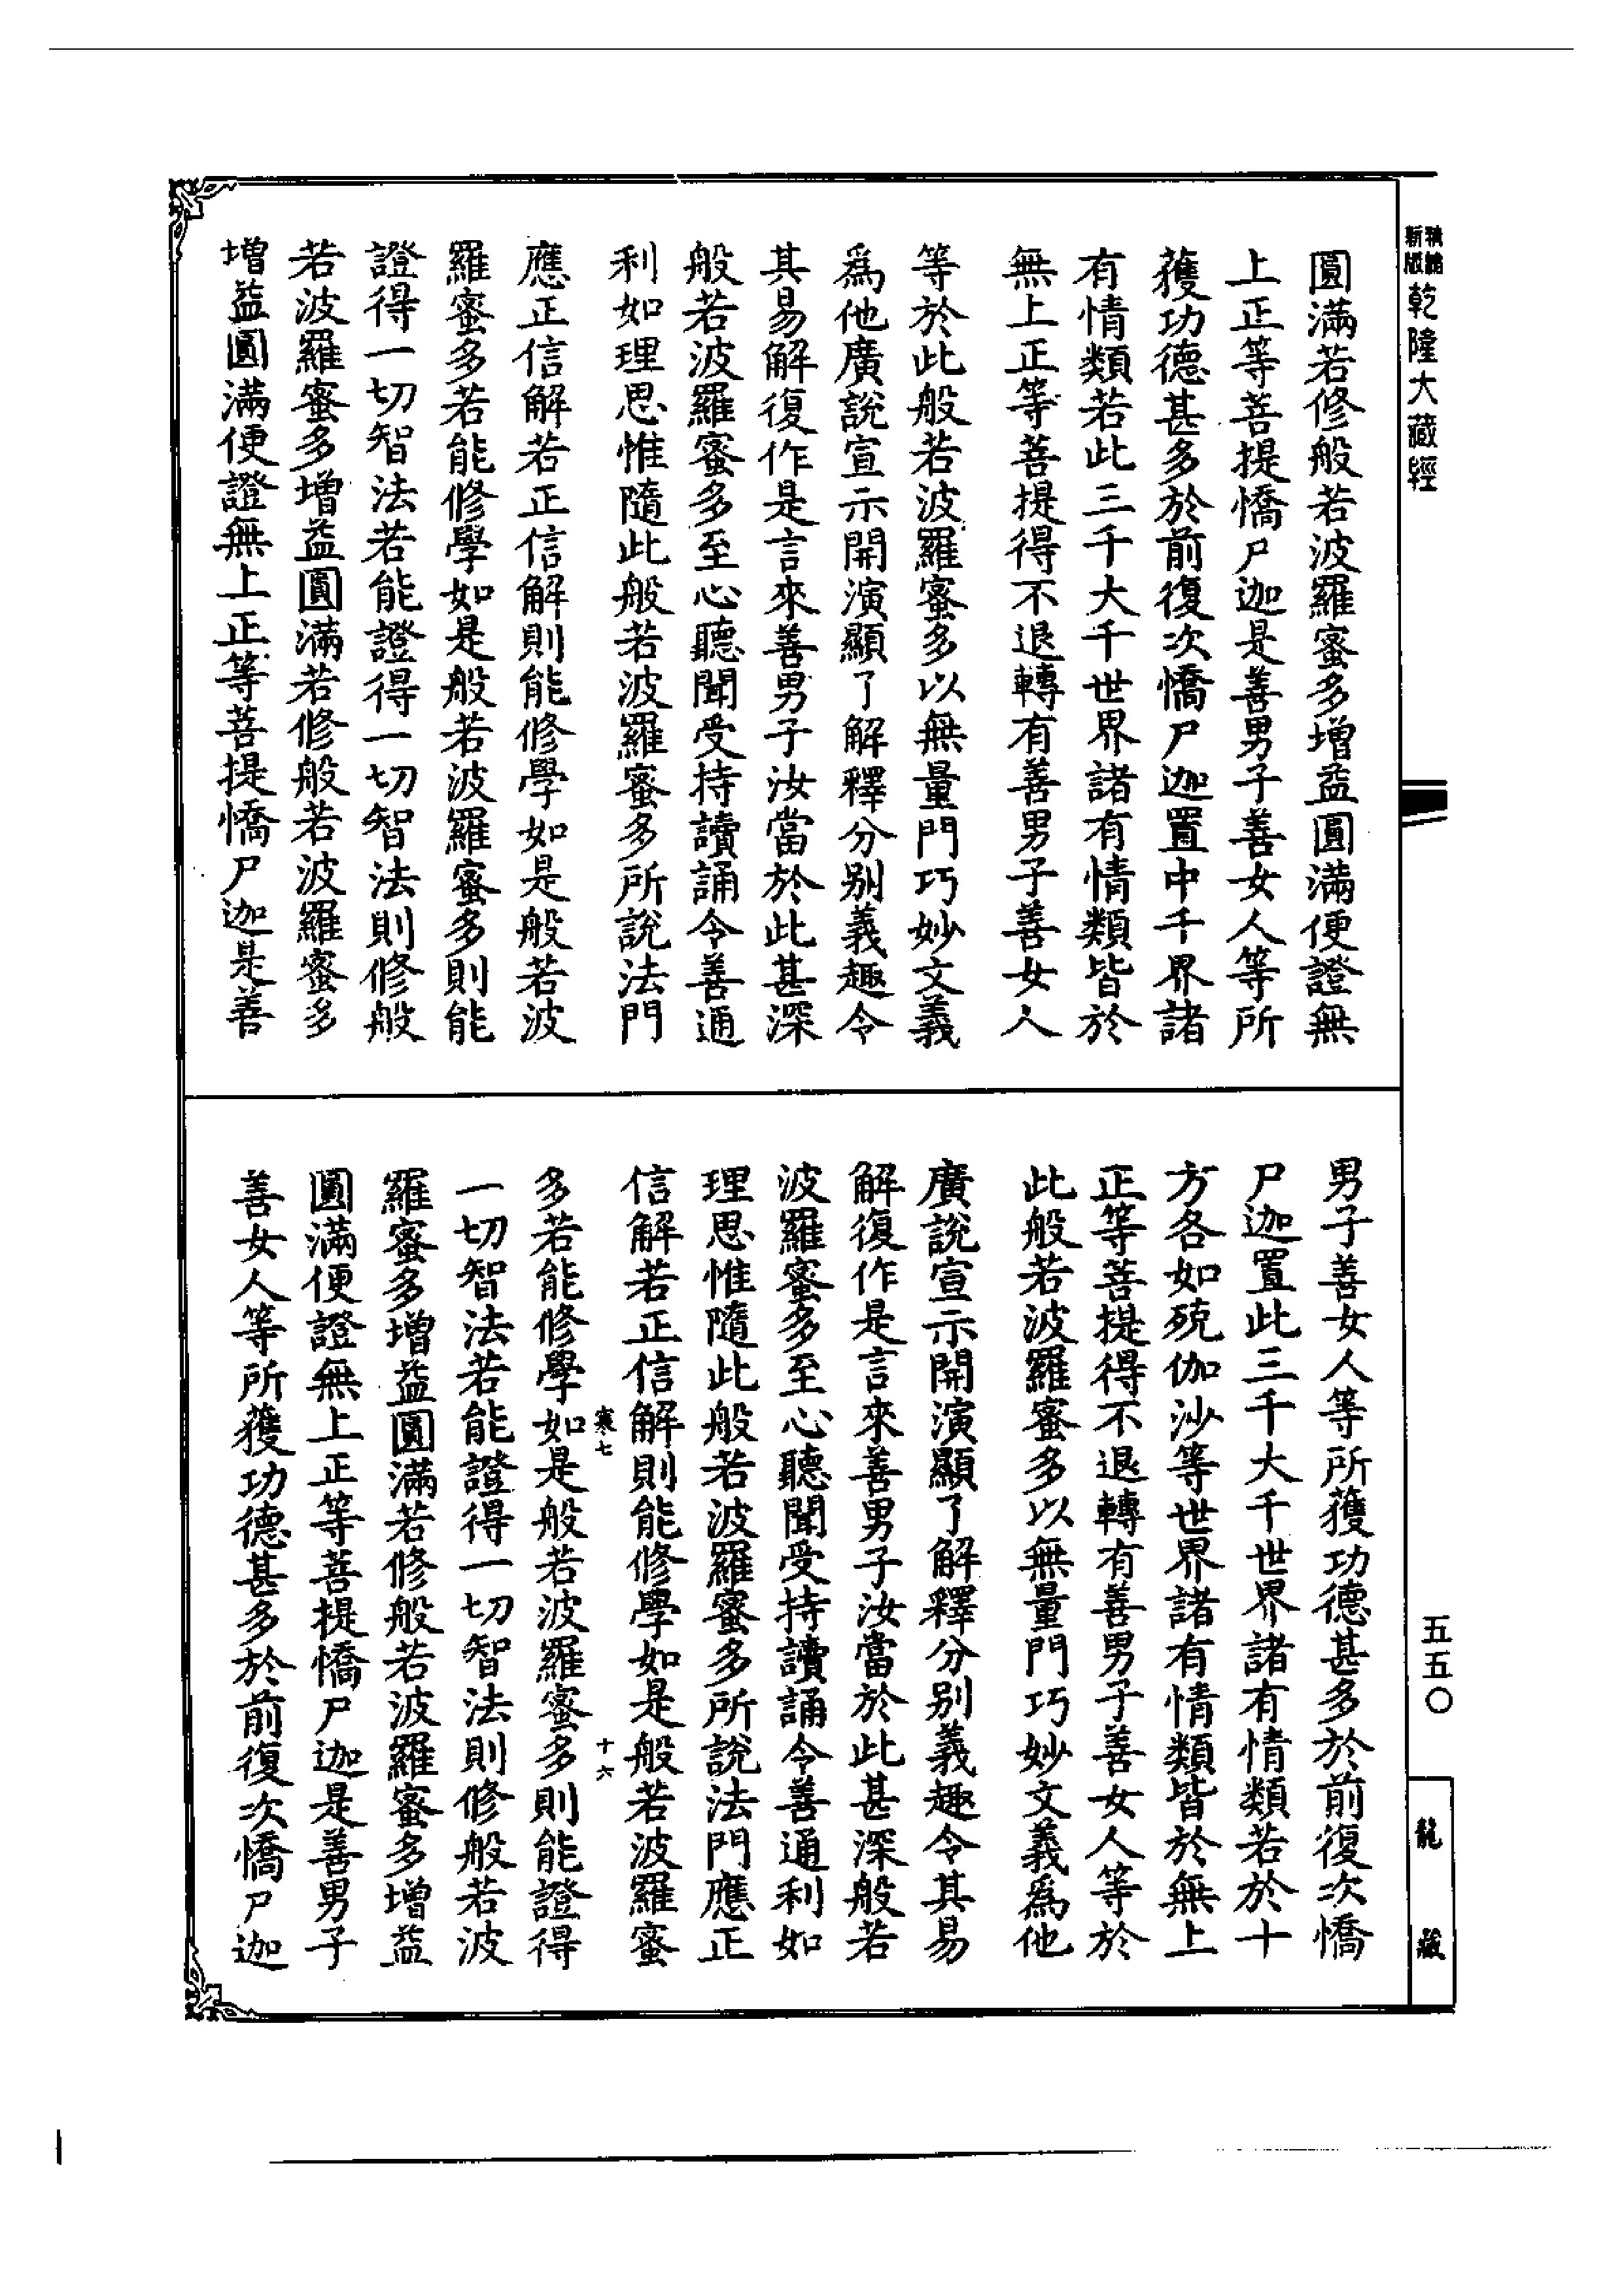 乾隆大藏經
圓滿若修般若波羅蜜多增益圓滿便證無
上正等菩提憍尸迦是善男子善女人等所
獲功德甚多於前復次憍尸迦置中千界諸
有情類若此三千大千世界諸有情類皆於
無上正等菩提得不退轉有善男子善女人
等於此般若波羅蜜多以無量門巧妙文義
爲他廣說宣示開演顯了解釋分别義趣令
其易解復作是言來善男子汝當於此甚深
般若波羅蜜多至心聽聞受持讀誦令善通
利如理思惟隨此般若波羅蜜多所說法門
應正信解若正信解則能修學如是般若波
羅蜜多若能修學如是般若波羅蜜多則能
證得一切智法若能證得一切智法則修般
若波羅蜜多增益圓滿若修般若波羅蜜多
增益圓滿便證無上正等菩提憍尸迦是善
男子善女人等所獲功德甚多於前復次憍
尸迦置此三千大千世界諸有情類若於十
方各如殑伽沙等世界諸有情類皆於無上
正等菩提得不退轉有善男子善女人等於
此般若波羅蜜多以無量門巧妙文義爲他
廣說宣示開演顯了解釋分别義趣令其易
解復作是言來善男子汝當於此甚深般若
波羅蜜多至心聽聞受持讀誦令善通利如
理思惟隨此般若波羅蜜多所說法門應正
信解若正信解則能修學如是般若波羅蜜
寒七 十六
多若能修學如是般若波羅蜜多則能證得
一切智法若能證得一切智法則修般若波
羅蜜多增益圓滿若修般若波羅蜜多增益
圓滿便證無上正等菩提憍尸迦是善男子
善女人等所獲功德甚多於前復次憍尸迦
五五〇
龍藏